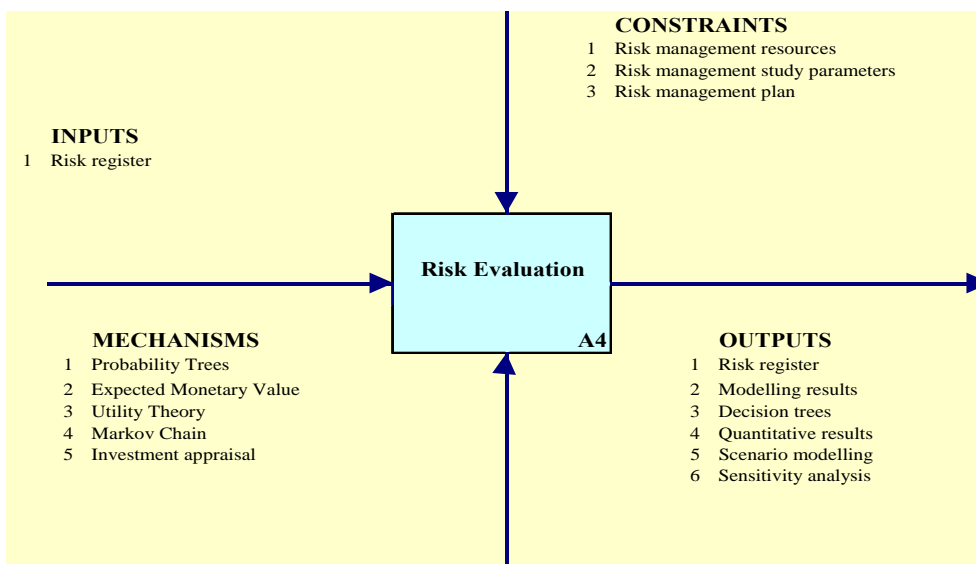 CONSTRAINTS
1 Risk management resources
2 Risk management study parameters
3 Risk management plan
INPUTS
1 Risk register
Risk Evaluation
A4
MECHANISMS
1 Probability Trees
2 Expected Monetary Value
3 Utility Theory
4 Markov Chain
5 Investment appraisal
OUTPUTS
1 Risk register
2 Modelling results
3 Decision trees
4 Quantitative results
5 Scenario modelling
6 Sensitivity analysis